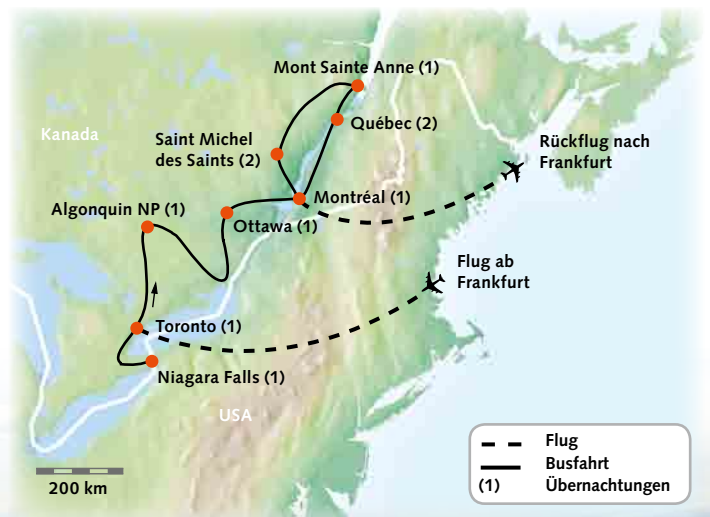 Mont Sainte Anne (1)
Kanada
Québec (2)
Saint Michel
des Saints (2)
Rückflug nach
Frankfurt
Montréal (1)
Algonquin NP (1)
Ottawa (1)
Flug ab
Frankfurt
Toronto (1)
Niagara Falls (1)
USA
200 km
Flug
Busfahrt
(1) Übernachtungen